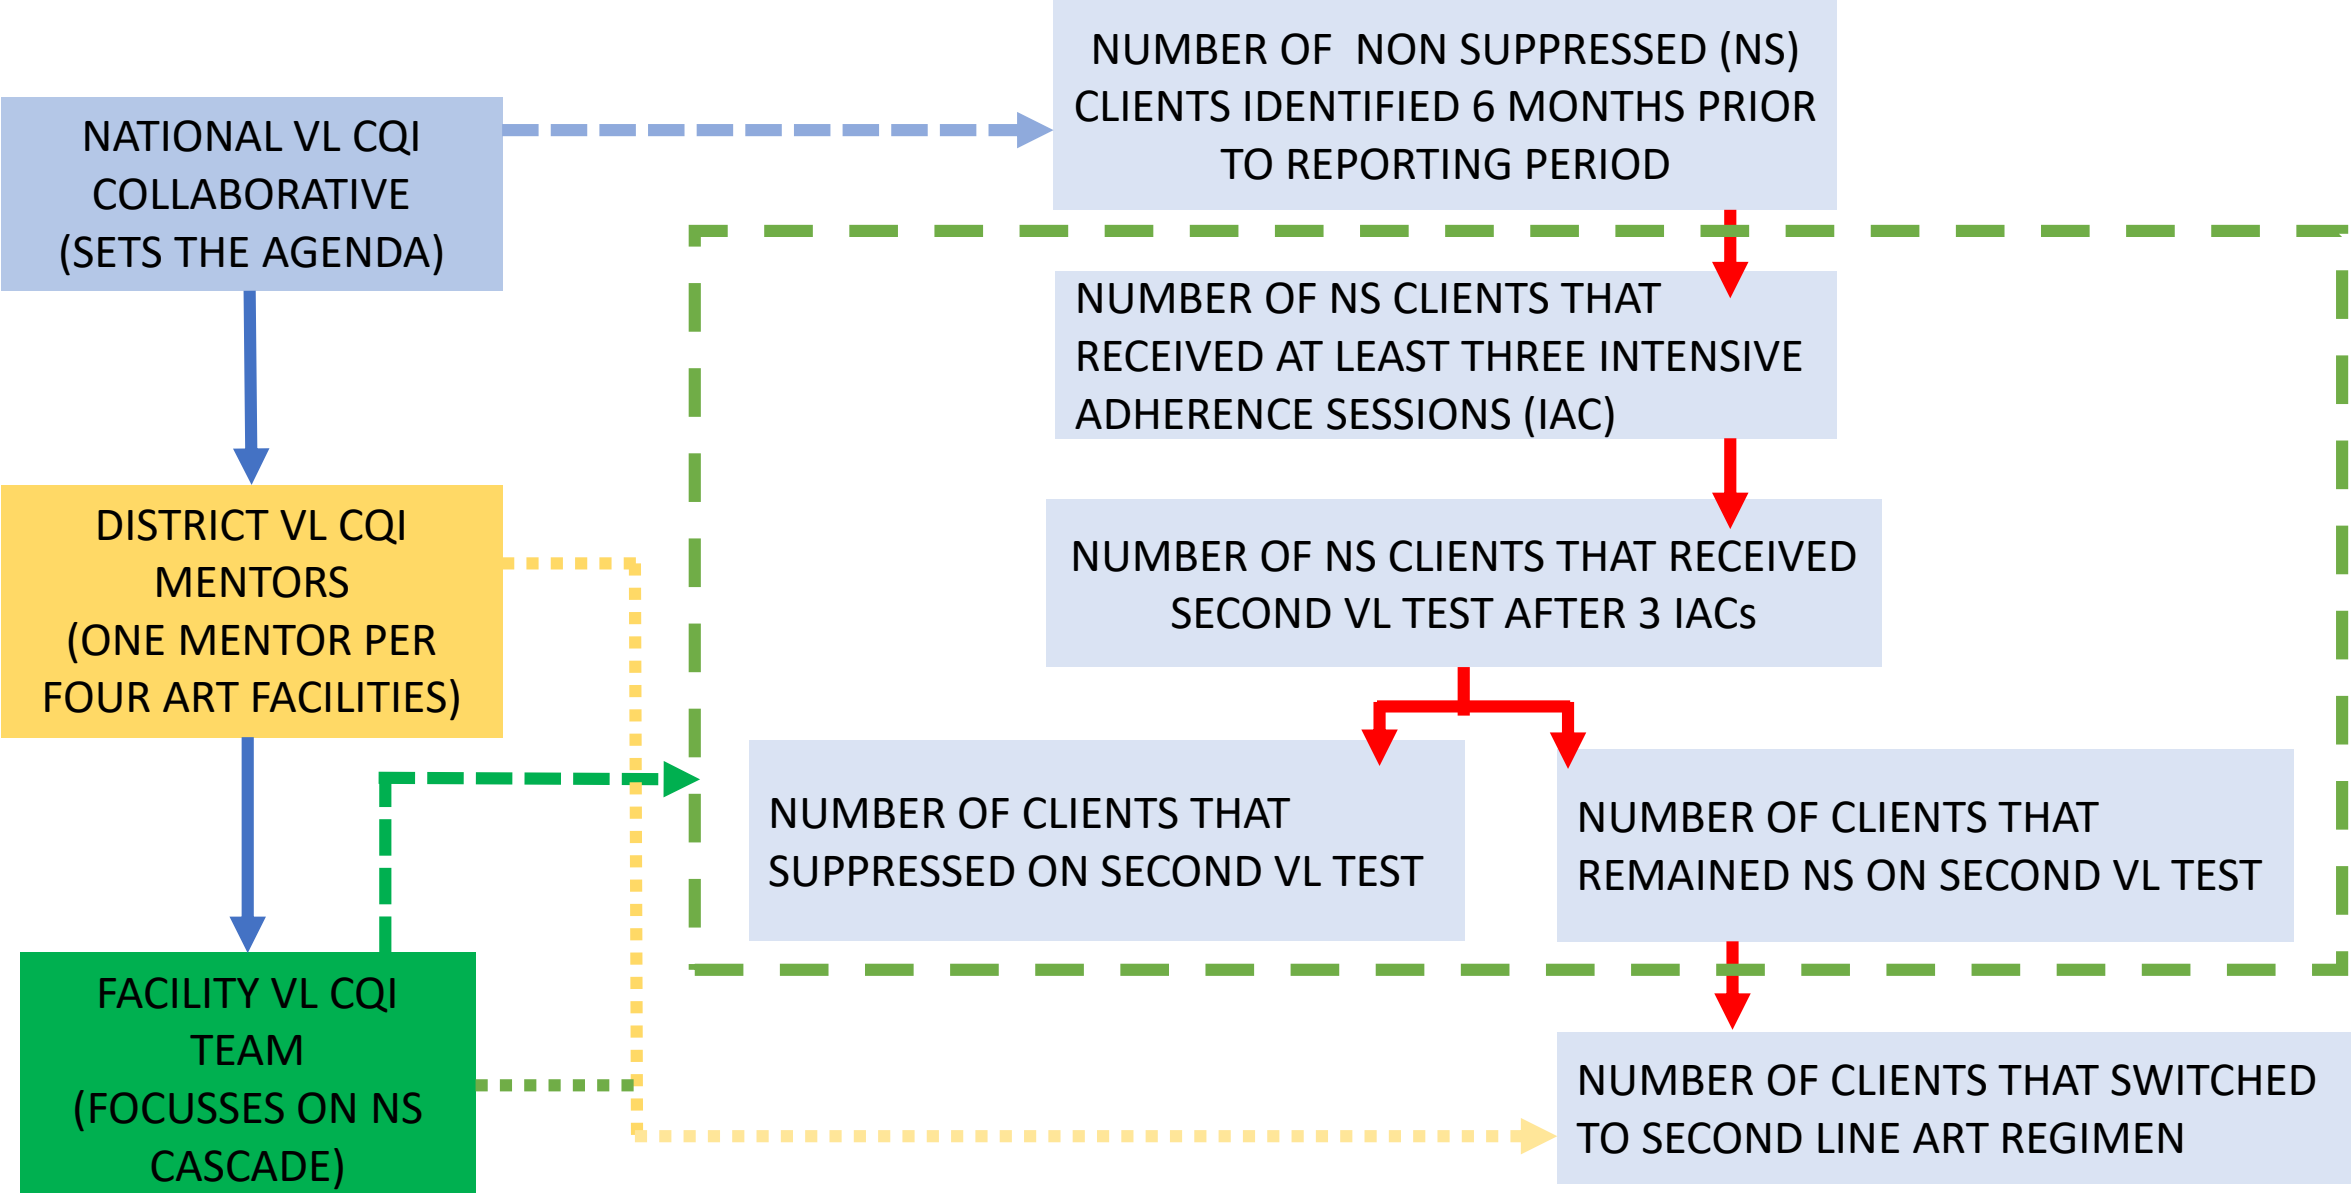 NATIONAL VL CQI
COLLABORATIVE
(SETS THE AGENDA)
DISTRICT VL CQI
MENTORS
(ONE MENTOR PER
FOUR ART FACILITIES)
FACILITY VL CQI
TEAM
(FOCUSSES ON NS
CASCADE)
NUMBER OF NON SUPPRESSED (NS)
CLIENTS IDENTIFIED 6 MONTHS PRIOR
TO REPORTING PERIOD
NUMBER OF NS CLIENTS THAT
RECEIVED AT LEAST THREE INTENSIVE
ADHERENCE SESSIONS (IAC)
NUMBER OF NS CLIENTS THAT RECEIVED
SECOND VL TEST AFTER 3 IACs
NUMBER OF CLIENTS THAT
SUPPRESSED ON SECOND VL TEST
NUMBER OF CLIENTS THAT
REMAINED NS ON SECOND VL TEST
NUMBER OF CLIENTS THAT SWITCHED
TO SECOND LINE ART REGIMEN